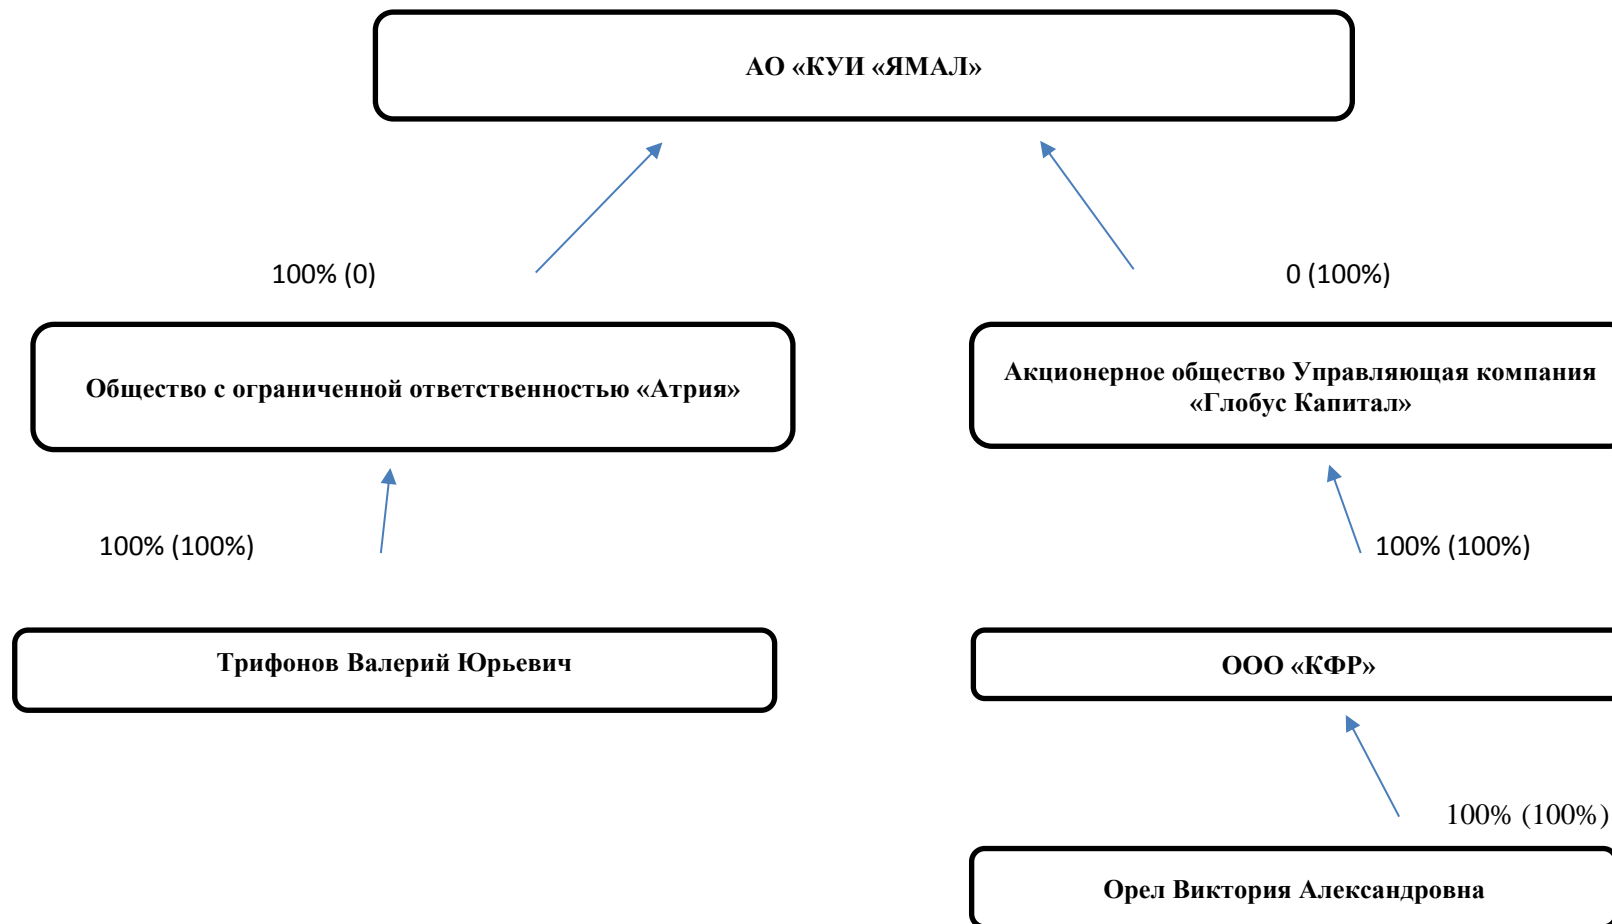 АО «КУИ «ЯМАЛ»
100% (0)
0 (100%)
Общество с ограниченной ответственностью «Атрия»
Акционерное общество Управляющая компания
«Глобус Капитал»
100% (100%)
100% (100%)
Трифонов Валерий Юрьевич
ООО «КФР»
100% (100%)
Орел Виктория Александровна